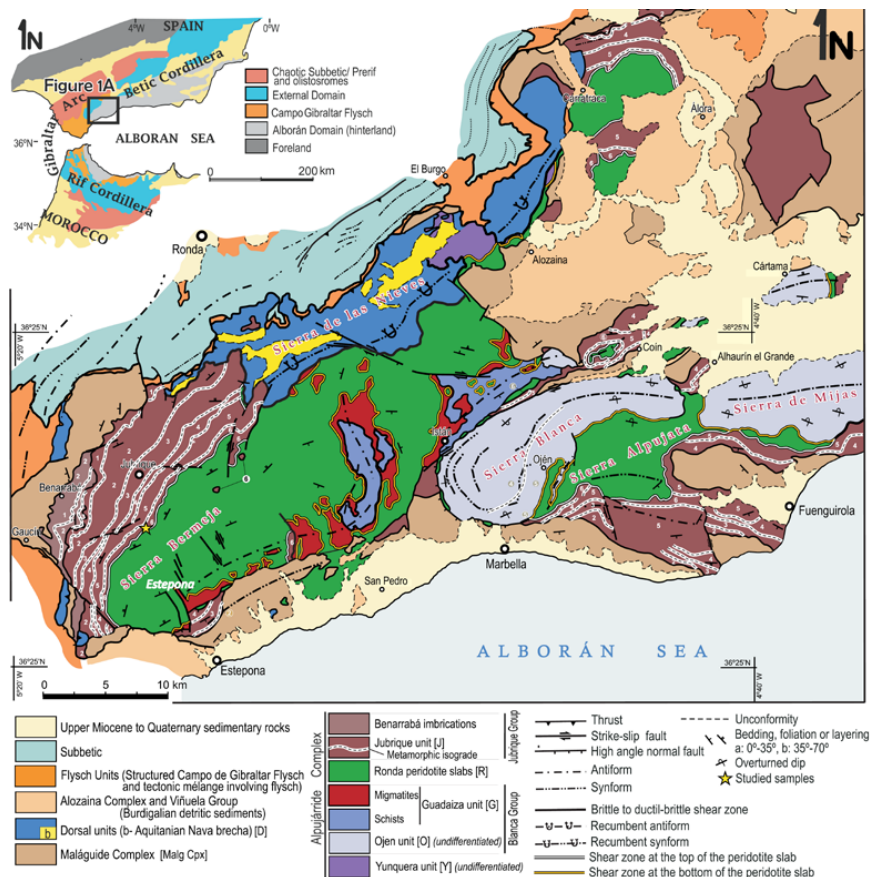 1N
SPAIN
4°W
0°W
Betic Cordillera
Figure 1A
Arc
Gibraltar
ALBORAN SEA
36°N
Rif Cordillera
34°N
MOROCCO
Chaotic Subbetic/ Prerif
and olistosromes
External Domain
Campo Gibraltar Flysch
Alborán Domain (hinterland)
Foreland
0
200 km
1N
Carratraca
Álora
El Burgo
Ronda
Alozaina
Cártama
36°25'N
5°20' W
36°25'N
4°40' W
Sierra de las Nieves
Coín
Alhaurín el Grande
Sierra de Mijas
Istán
Sierra Blanca
Ojén
Sierra Alpujata
Jubrique
Benarrabá
Gaucín
Sierra Bermeja
Estepona
Fuengirola
Marbella
San Pedro
Estepona
ALBORÁN SEA
36°25'N
5°20' W
36°25'N
4°40' W
0
5
10 km
Upper Miocene to Quaternary sedimentary rocks
Subbetic
Flysch Units (Structured Campo de Gibraltar Flysch
and tectonic mélange involving flysch)
Alozaina Complex and Viñuela Group
(Burdigalian detritic sediments)
b
Dorsal units (b- Aquitanian Nava brecha) [D]
Maláguide Complex [Malg Cpx]
Alpujárride Complex
Benarrabá imbrications
Jubrique unit [J]
Metamorphic isograde
Jubrique Group
Ronda peridotite slabs [R]
Migmatites
Schists
Guadaiza unit [G]
Ojen unit [O] (undifferentiated)
Yunquera unit [Y] (undifferentiated)
Blanca Group
Thrust
Strike-slip fault
High angle normal fault
Antiform
Synform
Brittle to ductil-brittle shear zone
Recumbent antiform
Recumbent synform
Shear zone at the top of the peridotite slab
Shear zone at the bottom of the peridotite slab
Unconformity
Bedding, foliation or layering
a: 0º-35º, b: 35º-70º
Overturned dip
Studied samples